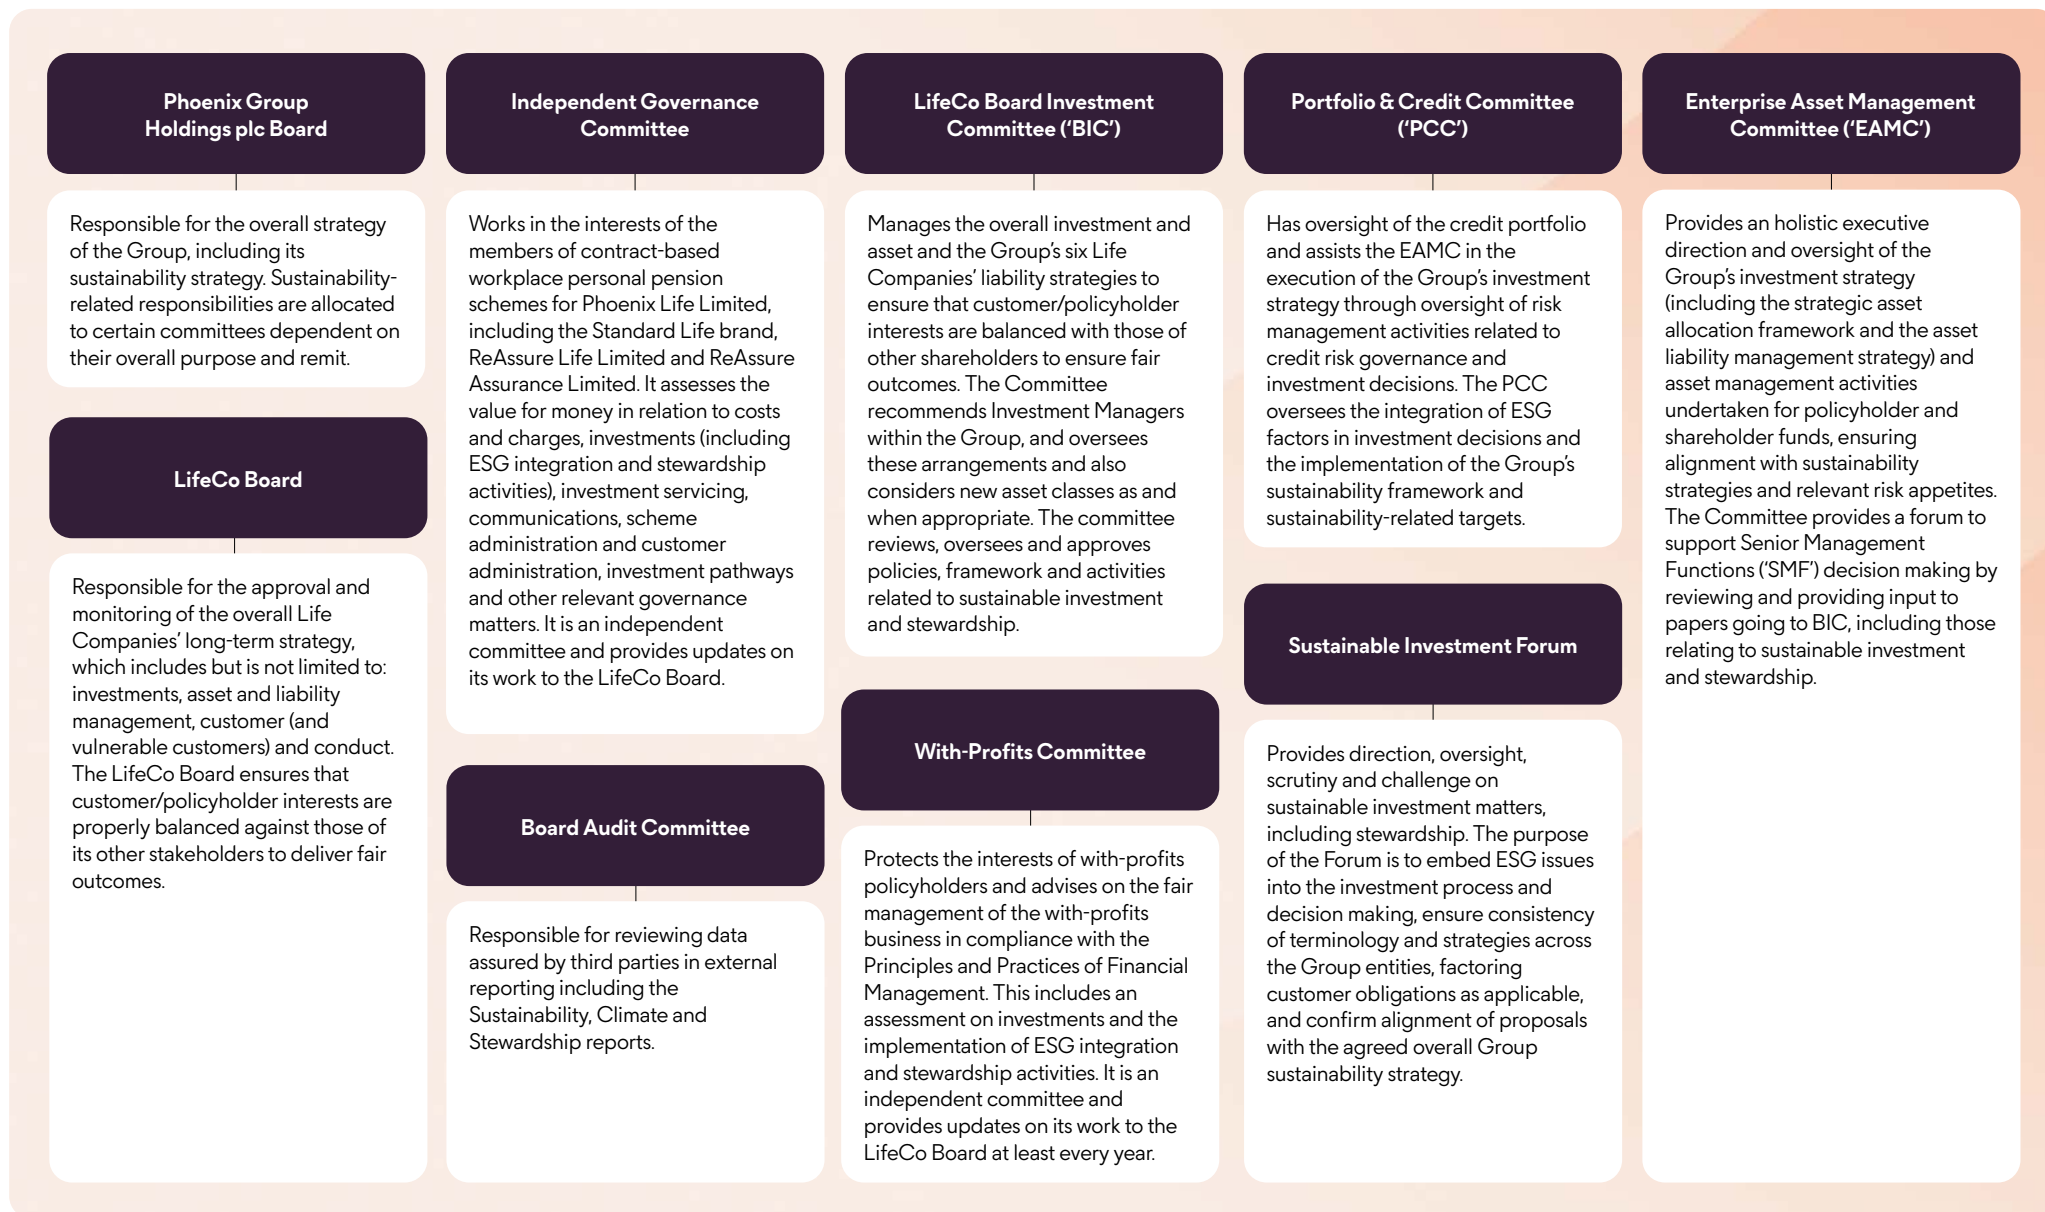 Phoenix Group
Holdings plc Board
Responsible for the overall strategy
of the Group, including its
sustainability strategy. Sustainability-
related responsibilities are allocated
to certain committees dependent on
their overall purpose and remit.
LifeCo Board
Responsible for the approval and
monitoring of the overall Life
Companies’ long-term strategy,
which includes but is not limited to:
investments, asset and liability
management, customer (and
vulnerable customers) and conduct.
The LifeCo Board ensures that
customer/policyholder interests are
properly balanced against those of
its other stakeholders to deliver fair
outcomes.
Independent Governance
Committee
Works in the interests of the
members of contract-based
workplace personal pension
schemes for Phoenix Life Limited,
including the Standard Life brand,
ReAssure Life Limited and ReAssure
Assurance Limited. It assesses the
value for money in relation to costs
and charges, investments (including
ESG integration and stewardship
activities), investment servicing,
communications, scheme
administration and customer
administration, investment pathways
and other relevant governance
matters. It is an independent
committee and provides updates on
its work to the LifeCo Board.
Board Audit Committee
Responsible for reviewing data
assured by third parties in external
reporting including the
Sustainability, Climate and
Stewardship reports.
LifeCo Board Investment
Committee (‘BIC’)
Manages the overall investment and
asset and the Group’s six Life
Companies’ liability strategies to
ensure that customer/policyholder
interests are balanced with those of
other shareholders to ensure fair
outcomes. The Committee
recommends Investment Managers
within the Group, and oversees
these arrangements and also
considers new asset classes as and
when appropriate. The committee
reviews, oversees and approves
policies, framework and activities
related to sustainable investment
and stewardship.
With-Profits Committee
Protects the interests of with-profits
policyholders and advises on the fair
management of the with-profits
business in compliance with the
Principles and Practices of Financial
Management. This includes an
assessment on investments and the
implementation of ESG integration
and stewardship activities. It is an
independent committee and
provides updates on its work to the
LifeCo Board at least every year.
Portfolio & Credit Committee
(‘PCC’)
Has oversight of the credit portfolio
and assists the EAMC in the
execution of the Group’s investment
strategy through oversight of risk
management activities related to
credit risk governance and
investment decisions. The PCC
oversees the integration of ESG
factors in investment decisions and
the implementation of the Group’s
sustainability framework and
sustainability-related targets.
Sustainable Investment Forum
Provides direction, oversight,
scrutiny and challenge on
sustainable investment matters,
including stewardship. The purpose
of the Forum is to embed ESG issues
into the investment process and
decision making, ensure consistency
of terminology and strategies across
the Group entities, factoring
customer obligations as applicable,
and confirm alignment of proposals
with the agreed overall Group
sustainability strategy.
Enterprise Asset Management
Committee (‘EAMC’)
Provides an holistic executive
direction and oversight of the
Group’s investment strategy
(including the strategic asset
allocation framework and the asset
liability management strategy) and
asset management activities
undertaken for policyholder and
shareholder funds, ensuring
alignment with sustainability
strategies and relevant risk appetites.
The Committee provides a forum to
support Senior Management
Functions (‘SMF’) decision making by
reviewing and providing input to
papers going to BIC, including those
relating to sustainable investment
and stewardship.